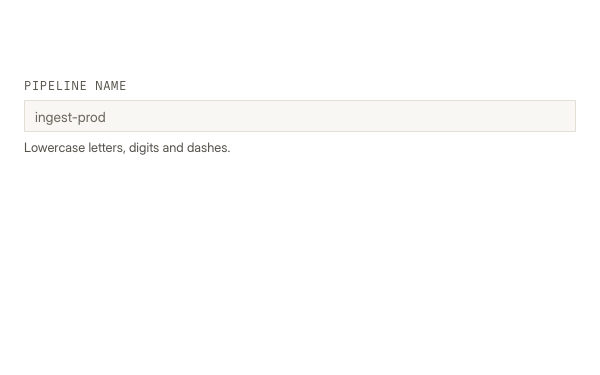 PIPELINE NAME
ingest-prod
Lowercase letters, digits and dashes.